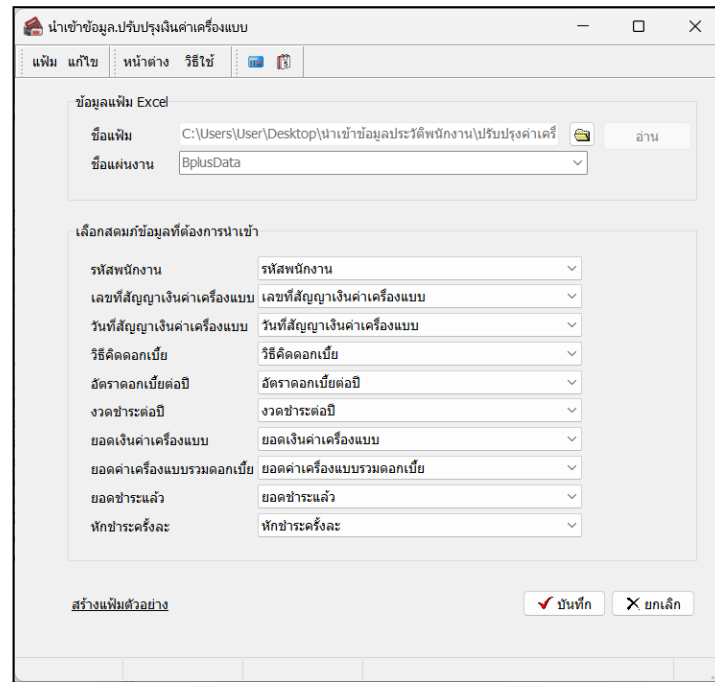 นำเข้าข้อมูล.ปรับปรุงเงินค่าเครื่องแบบ
แฟ้ม แก้ไข หน้าต่าง วิธีใช้
ข้อมูลแฟ้ม Excel
ชื่อแฟ้ม C:\Users\User\Desktop\นำเข้าข้อมูลประวัติพนักงาน\ปรับปรุงค่าเครื่ อ่าน
ชื่อแผ่นงาน BplusData
เลือกสดมภ์ข้อมูลที่ต้องการนำเข้า
รหัสพนักงาน รหัสพนักงาน
เลขที่สัญญาเงินค่าเครื่องแบบ เลขที่สัญญาเงินค่าเครื่องแบบ
วันที่สัญญาเงินค่าเครื่องแบบ วันที่สัญญาเงินค่าเครื่องแบบ
วิธีคิดดอกเบี้ย วิธีคิดดอกเบี้ย
อัตราดอกเบี้ยต่อปี อัตราดอกเบี้ยต่อปี
งวดชำระต่อปี งวดชำระต่อปี
ยอดเงินค่าเครื่องแบบ ยอดเงินค่าเครื่องแบบ
ยอดค่าเครื่องแบบรวมดอกเบี้ย ยอดค่าเครื่องแบบรวมดอกเบี้ย
ยอดชำระแล้ว ยอดชำระแล้ว
หักชำระครั้งละ หักชำระครั้งละ
สร้างแฟ้มตัวอย่าง บันทึก ยกเลิก